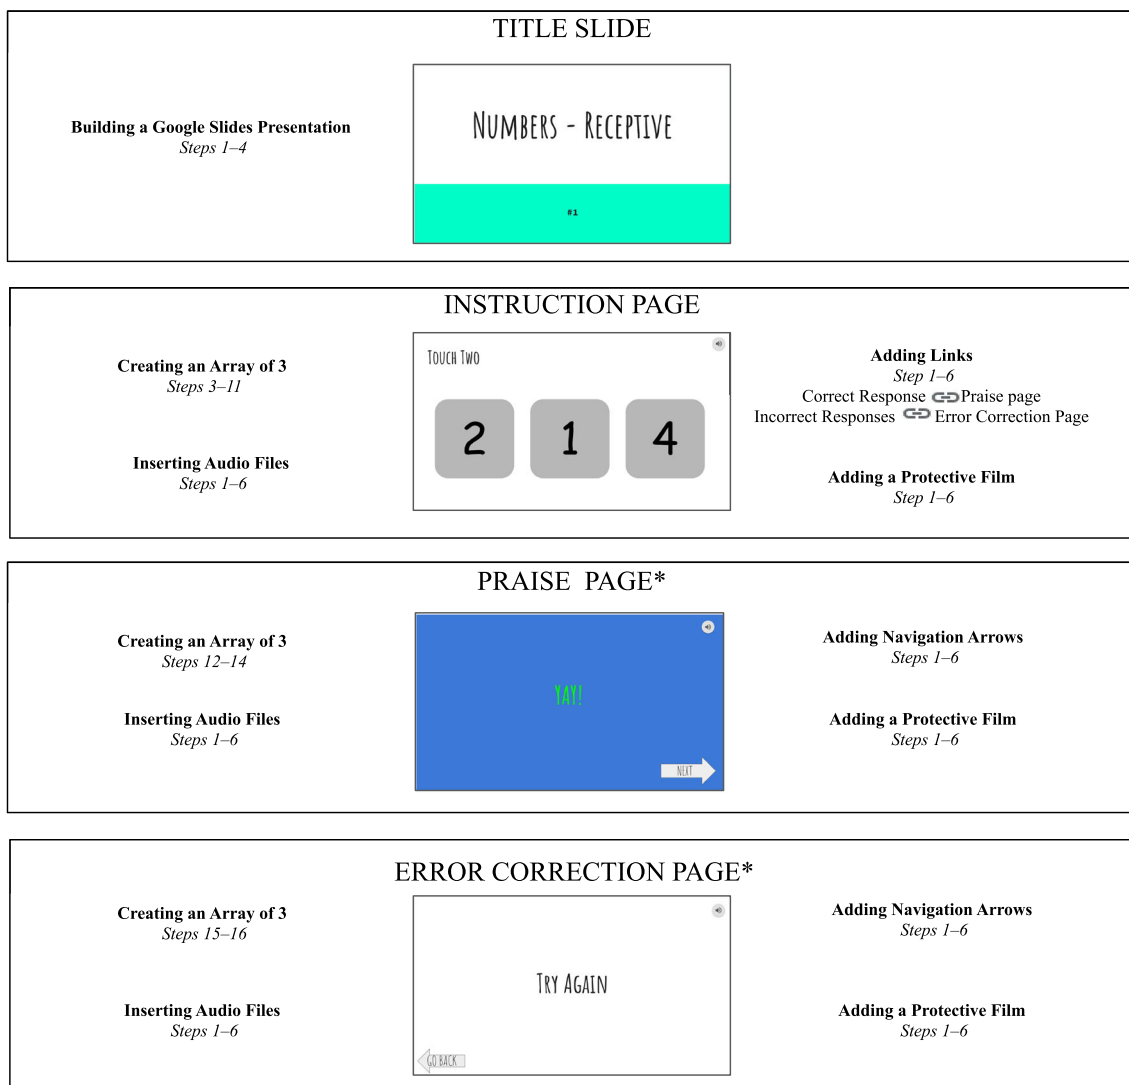 TITLE SLIDE
Building a Google Slides Presentation
Steps 1–4
NUMBERS - RECEPTIVE
#1
INSTRUCTION PAGE
Creating an Array of 3
Steps 3–11
Inserting Audio Files
Steps 1–6
TOUCH TWO
2 1 4
Adding Links
Step 1–6
Correct Response Praise page
Incorrect Responses Error Correction Page
Adding a Protective Film
Step 1–6
PRAISE PAGE*
Creating an Array of 3
Steps 12–14
Inserting Audio Files
Steps 1–6
YAY!
NEXT
Adding Navigation Arrows
Steps 1–6
Adding a Protective Film
Steps 1–6
ERROR CORRECTION PAGE*
Creating an Array of 3
Steps 15–16
Inserting Audio Files
Steps 1–6
TRY AGAIN
GO BACK
Adding Navigation Arrows
Steps 1–6
Adding a Protective Film
Steps 1–6